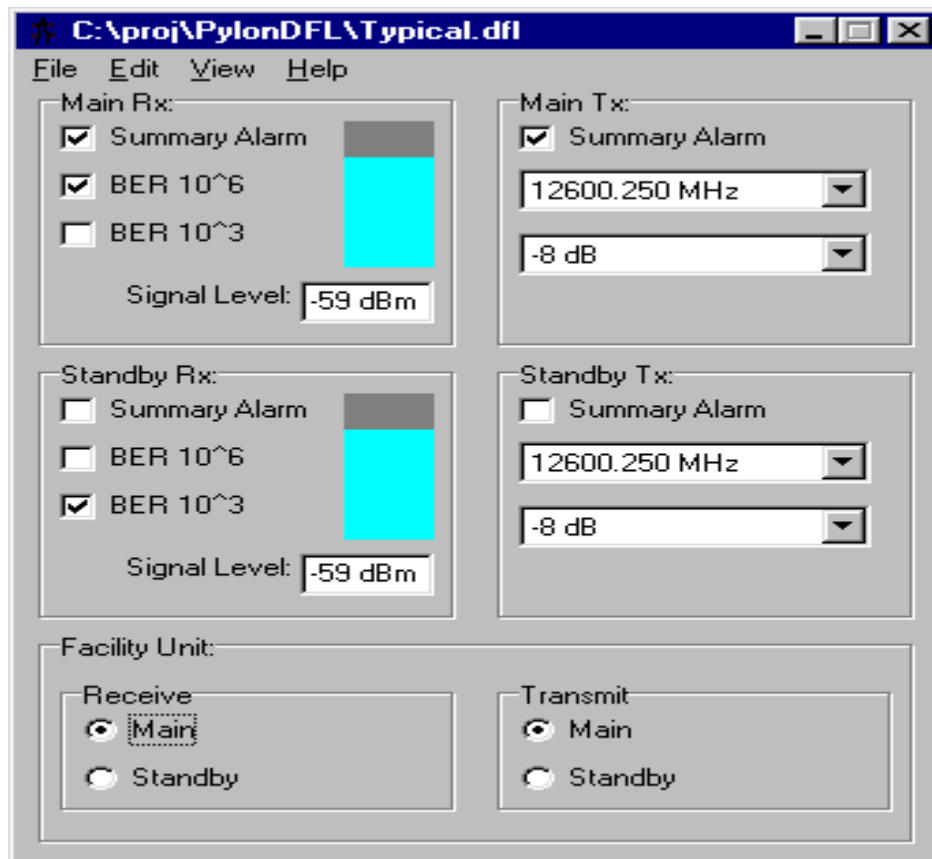 C:\proj\PylonDFL\Typical.dfl
File Edit View Help
Main Rx:
Summary Alarm
BER 10^6
BER 10^3
Signal Level: -59 dBm
Main Tx:
Summary Alarm
12600.250 MHz
-8 dB
Standby Rx:
Summary Alarm
BER 10^6
BER 10^3
Signal Level: -59 dBm
Standby Tx:
Summary Alarm
12600.250 MHz
-8 dB
Facility Unit:
Receive
Main
Standby
Transmit
Main
Standby